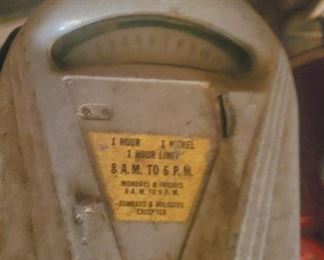 1 HOUR 1 NICKEL
1 HOUR LIMIT
8 A.M. TO 6 P.M.
MONDAYS & FRIDAYS
8 A.M. TO 9 P.M.
SUNDAYS & HOLIDAYS
EXCEPTED